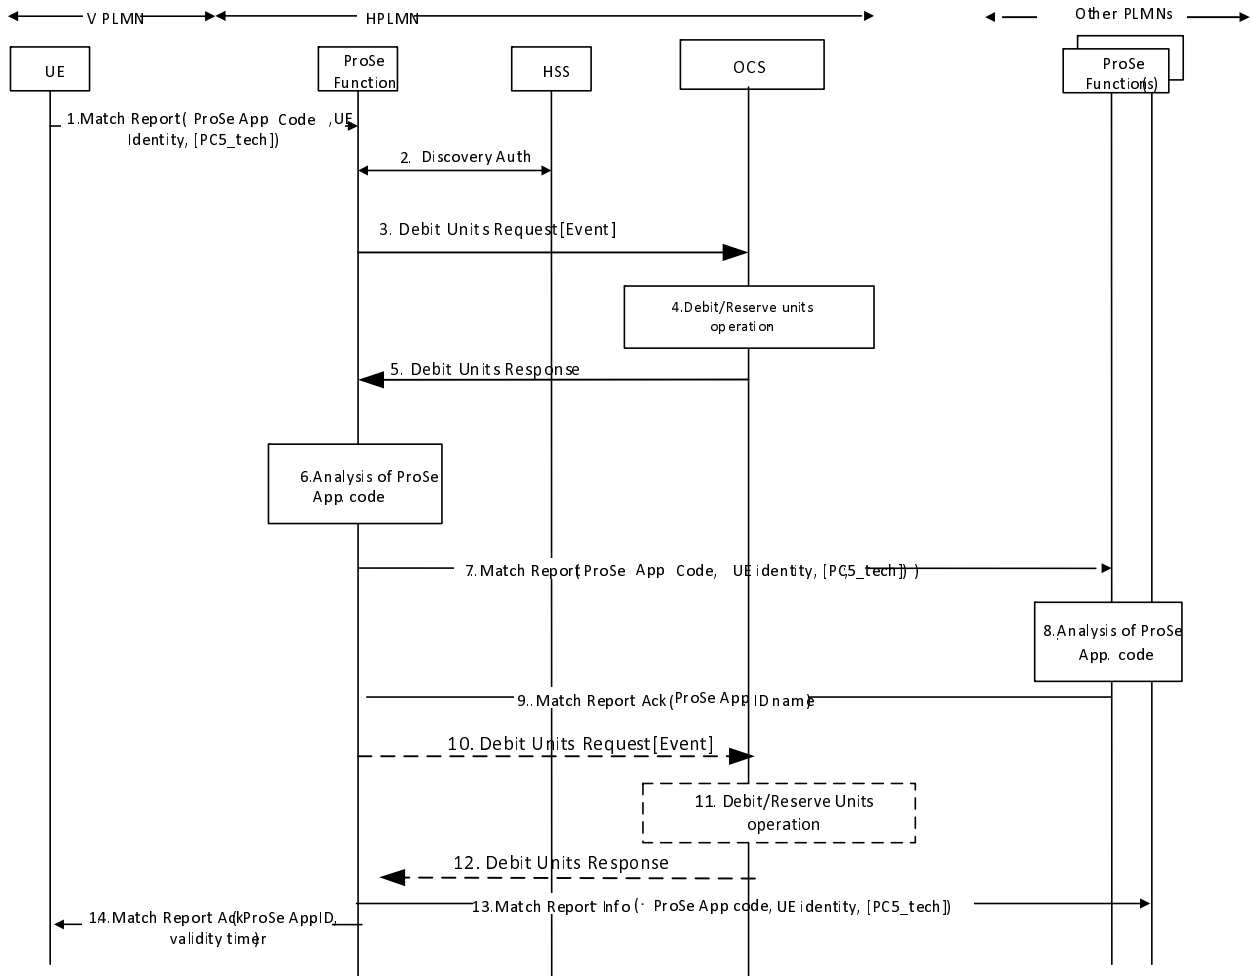 V PLMN
HPLMN
Other PLMNs
UE
ProSe
Function
HSS
OCS
ProSe
Function(s)
1.Match Report( ProSe App Code ,UE
Identity, [PC5_tech])
2. Discovery Auth
3. Debit Units Request[Event]
4.Debit/Reserve units
operation
5. Debit Units Response
6.Analysis of ProSe
App. code
7.Match Report(ProSe App Code, UE identity, [PC5_tech]) )
8.Analysis of ProSe
App. code
9..Match Report Ack (ProSe App ID name)
10. Debit Units Request[Event]
11. Debit/Reserve Units
operation
12. Debit Units Response
13.Match Report Info (- ProSe App code, UE identity, [PC5_tech])
14.Match Report Ack(ProSe AppID,
validity timer)